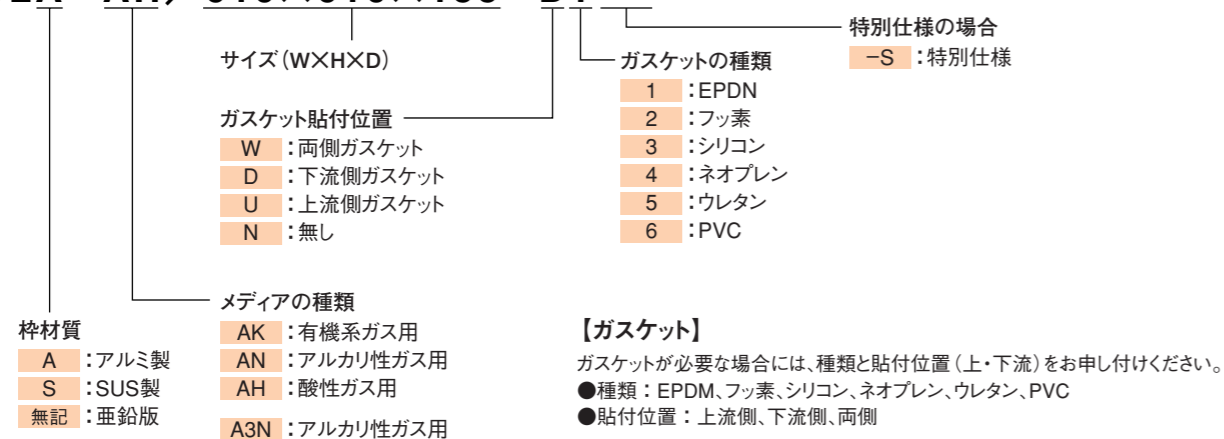 特別仕様の場合
－S ：特別仕様
サイズ（W×H×D）
ガスケットの種類
1 ：EPDN
2 ：フッ素
3 ：シリコン
4 ：ネオプレン
5 ：ウレタン
6 ：PVC
ガスケット貼付位置
W ：両側ガスケット
D ：下流側ガスケット
U ：上流側ガスケット
N ：無し
枠材質
A ：アルミ製
S ：SUS製
無記 ：亜鉛版
メディアの種類
AK ：有機系ガス用
AN ：アルカリ性ガス用
AH ：酸性ガス用
A3N ：アルカリ性ガス用
【ガスケット】
ガスケットが必要な場合には、種類と貼付位置（上・下流）をお申し付けください。
●種類：EPDM、フッ素、シリコン、ネオプレン、ウレタン、PVC
●貼付位置：上流側、下流側、両側